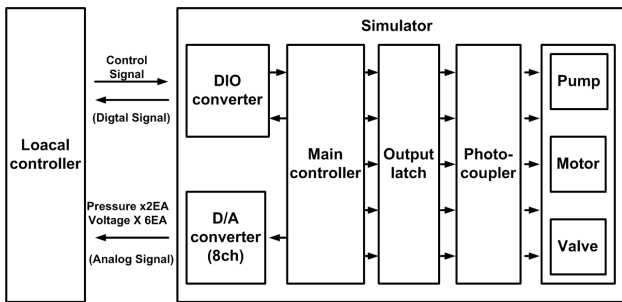 Simulator
Control
Signal
(Digtal Signal)
Loacal
controller
Pressure x2EA
Voltage X 6EA
(Analog Signal)
DIO
converter
D/A
converter
(8ch)
Main
controller
Output
latch
Photo-
coupler
Pump
Motor
Valve